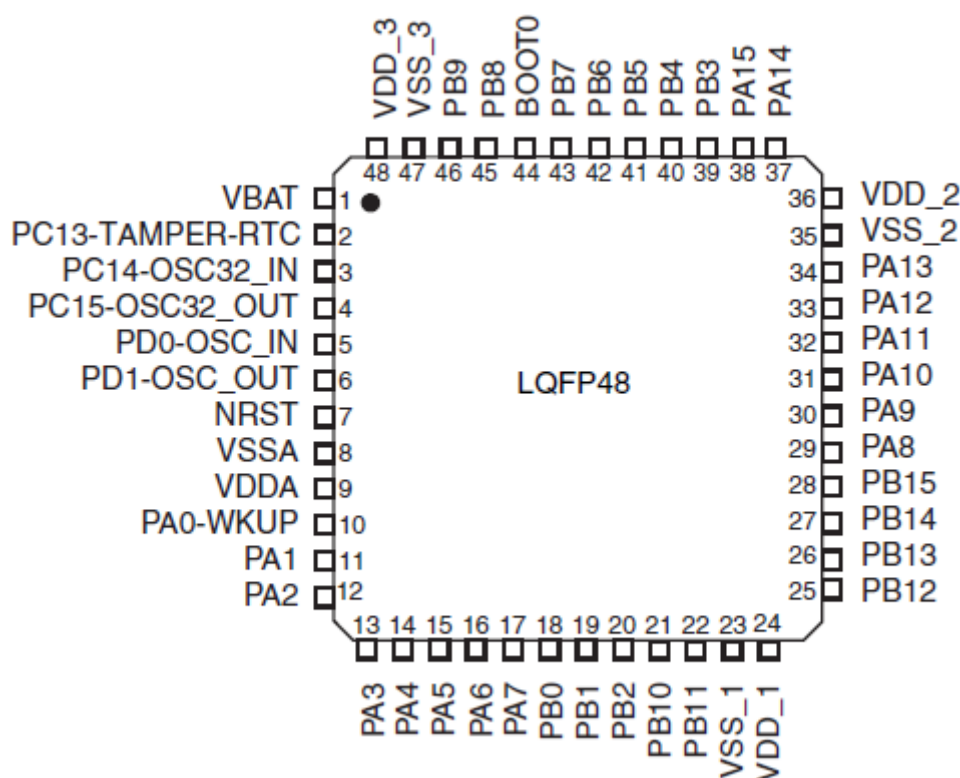 VDD_3
VSS_3
PB9
PB8
BOOT0
PB7
PB6
PB5
PB4
PB3
PA15
PA14
48 47 46 45 44 43 42 41 40 39 38 37
VBAT 1
PC13-TAMPER-RTC 2
PC14-OSC32_IN 3
PC15-OSC32_OUT 4
PD0-OSC_IN 5
PD1-OSC_OUT 6
NRST 7
VSSA 8
VDDA 9
PA0-WKUP 10
PA1 11
PA2 12
LQFP48
36 VDD_2
35 VSS_2
34 PA13
33 PA12
32 PA11
31 PA10
30 PA9
29 PA8
28 PB15
27 PB14
26 PB13
25 PB12
13 14 15 16 17 18 19 20 21 22 23 24
PA3
PA4
PA5
PA6
PA7
PB0
PB1
PB2
PB10
PB11
VSS_1
VDD_1